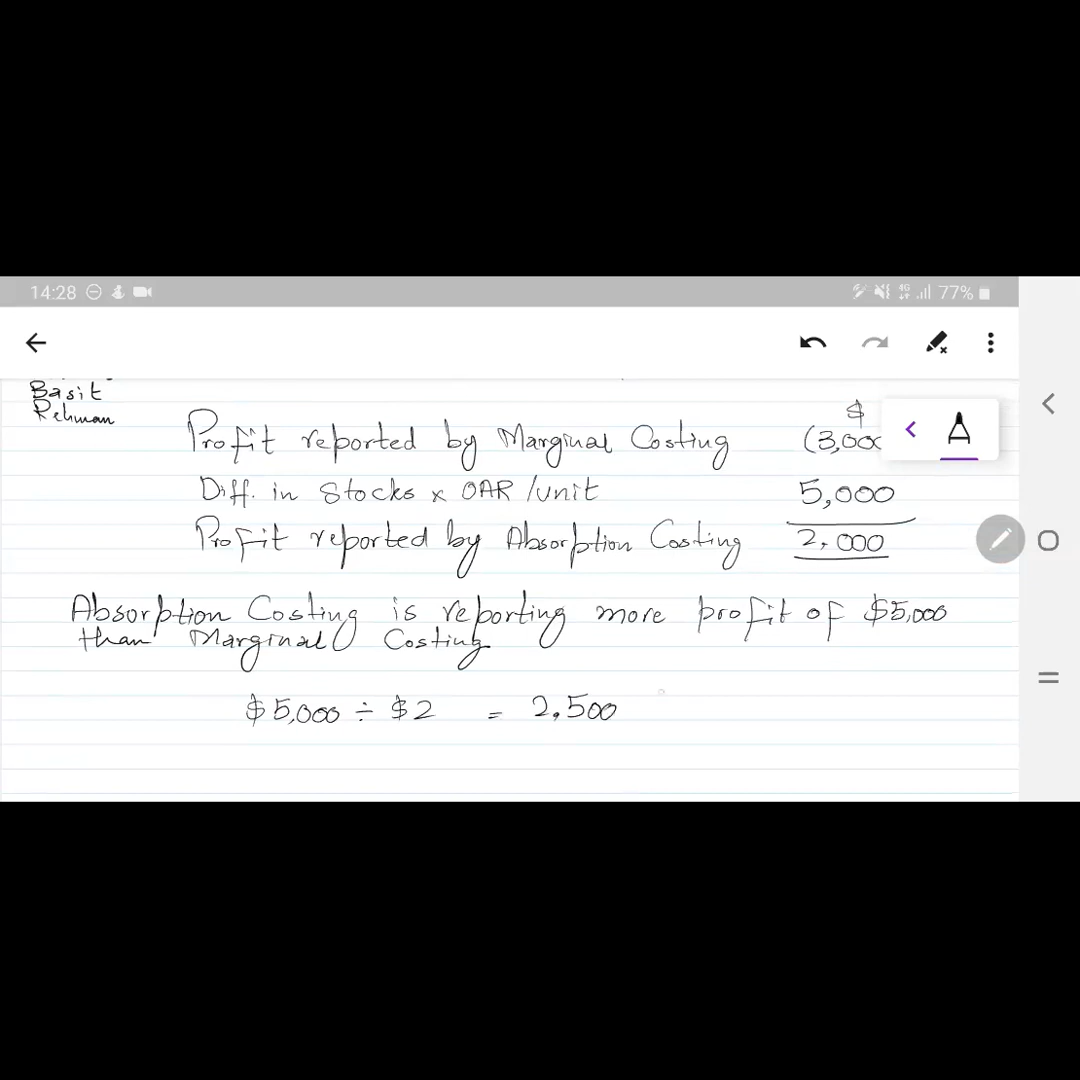 14:28 4G 77%
Basit
Rehman
$
Profit reported by Marginal Costing (3,000
Diff. in Stocks x OAR /unit 5,000
Profit reported by Absorption Costing 2,000
Absorption Costing is reporting more profit of $5,000
than Marginal Costing
$5,000 ÷ $2 = 2,500